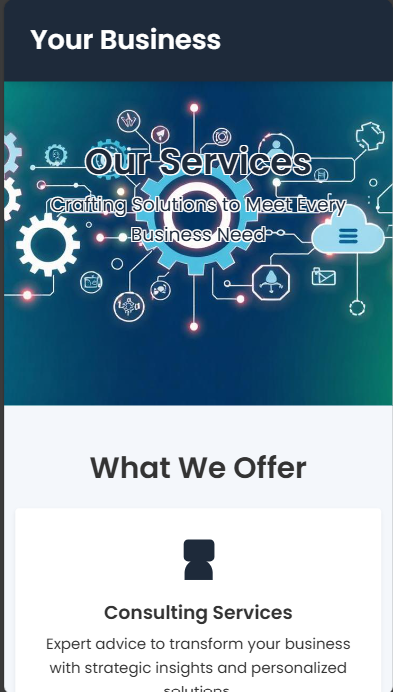 Your Business
Our Services
Crafting Solutions to Meet Every
Business Need
What We Offer
Consulting Services
Expert advice to transform your business
with strategic insights and personalized
solutions